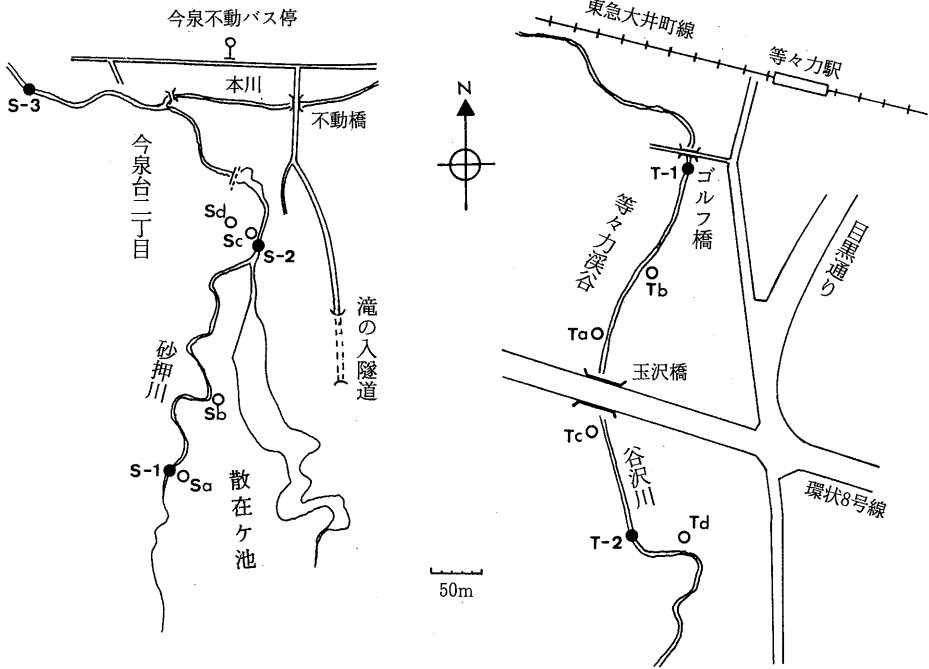 今泉不動バス停
本川
不動橋
S-3
今泉台二丁目
Sd
Sc
S-2
滝の入隧道
砂押川
Sb
S-1
Sa
散在ケ池
N
50m
東急大井町線
等々力駅
T-1
ゴルフ橋
等々力渓谷
目黒通り
Tb
Ta
玉沢橋
Tc
谷沢川
環状8号線
T-2
Td